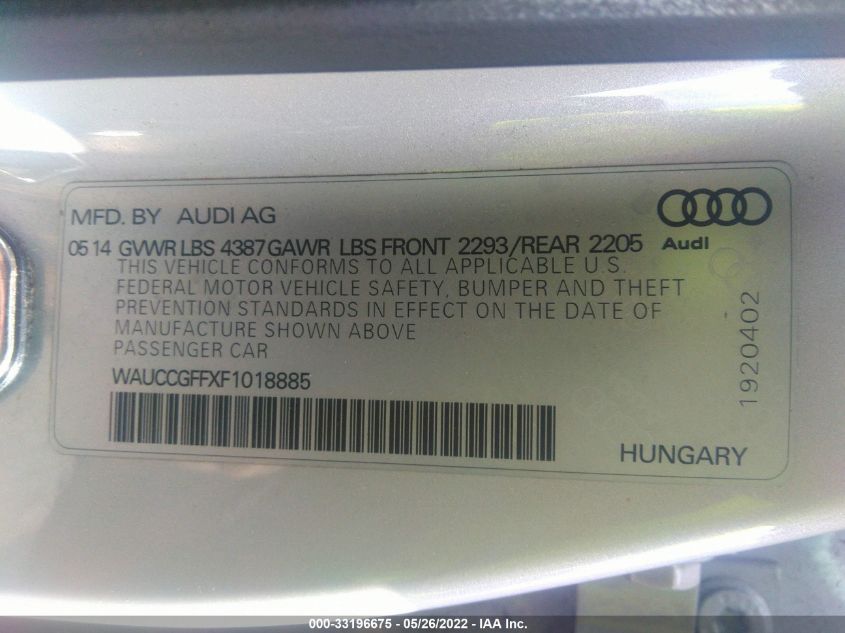 MFD. BY AUDI AG
0514 GVWR LBS 4387 GAWR LBS FRONT 2293/REAR 2205
Audi
THIS VEHICLE CONFORMS TO ALL APPLICABLE U.S.
FEDERAL MOTOR VEHICLE SAFETY, BUMPER AND THEFT
PREVENTION STANDARDS IN EFFECT ON THE DATE OF
MANUFACTURE SHOWN ABOVE
PASSENGER CAR
WAUCCGFFXF1018885
1920402
HUNGARY
000-33196675 - 05/26/2022 - IAA Inc.